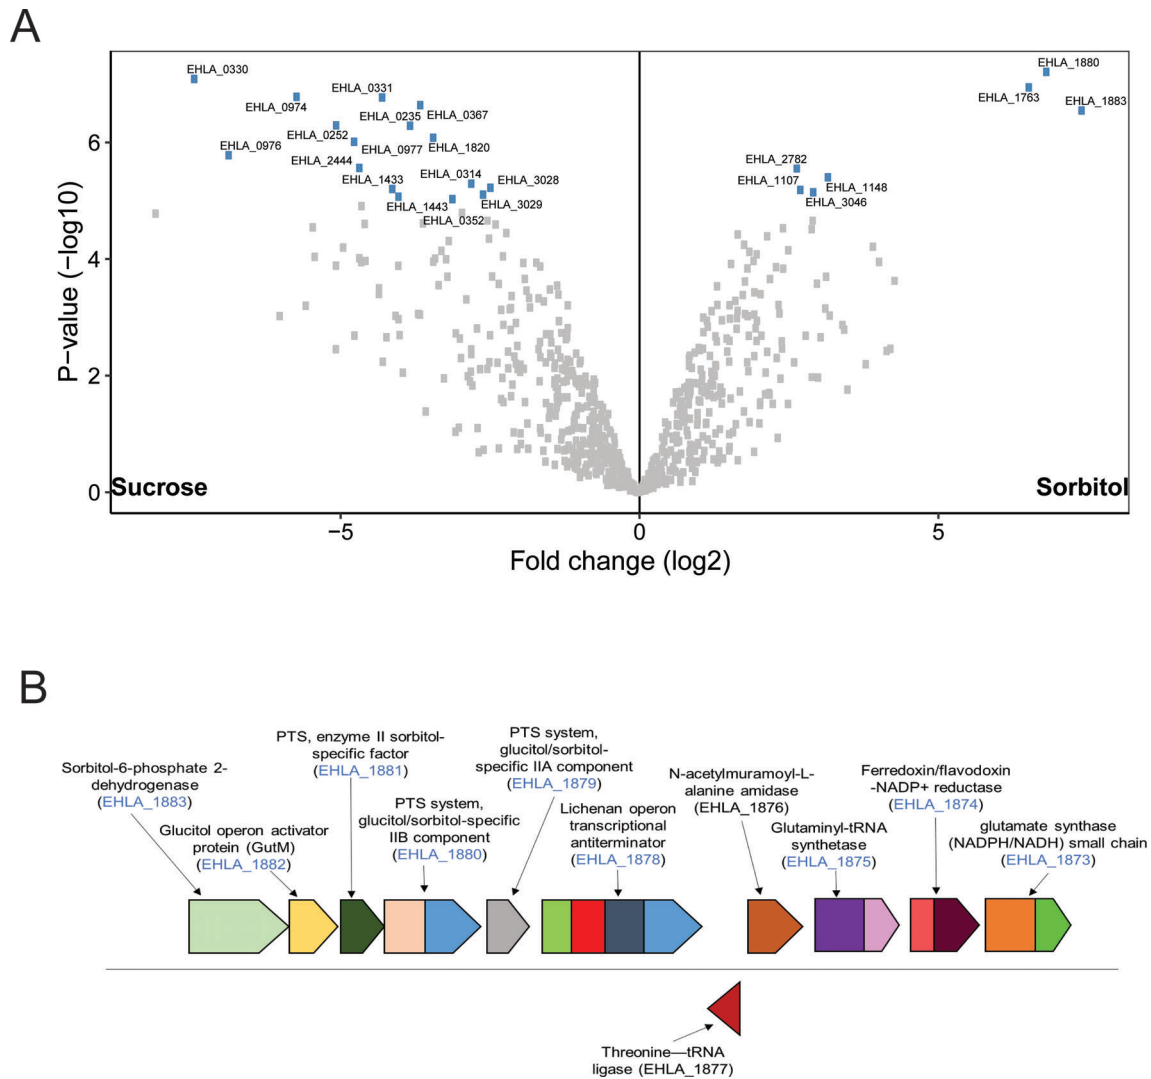 A
EHLA_0330
EHLA_0974
EHLA_0331
EHLA_0235
EHLA_0367
EHLA_0252
EHLA_0976
EHLA_0977
EHLA_1820
EHLA_2444
EHLA_1433
EHLA_0314
EHLA_3028
EHLA_1443
EHLA_3029
EHLA_0352
EHLA_1880
EHLA_1763
EHLA_1883
EHLA_2782
EHLA_1107
EHLA_1148
EHLA_3046
6
4
2
0
P−value (−log10)
Sucrose
Sorbitol
−5
0
5
Fold change (log2)
B
Sorbitol-6-phosphate 2-
dehydrogenase
(EHLA_1883)
Glucitol operon activator
protein (GutM)
(EHLA_1882)
PTS, enzyme II sorbitol-
specific factor
(EHLA_1881)
PTS system,
glucitol/sorbitol-specific
IIB component
(EHLA_1880)
PTS system,
glucitol/sorbitol-
specific IIA component
(EHLA_1879)
Lichenan operon
transcriptional
antiterminator
(EHLA_1878)
N-acetylmuramoyl-L-
alanine amidase
(EHLA_1876)
Glutaminyl-tRNA
synthetase
(EHLA_1875)
Ferredoxin/flavodoxin
-NADP+ reductase
(EHLA_1874)
glutamate synthase
(NADPH/NADH) small chain
(EHLA_1873)
Threonine—tRNA
ligase (EHLA_1877)